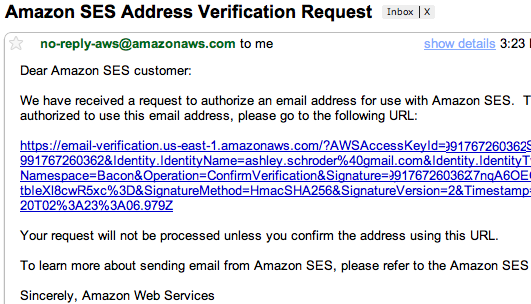 Amazon SES Address Verification Request Inbox | X
no-reply-aws@amazonaws.com to me show details 3:23
Dear Amazon SES customer:
We have received a request to authorize an email address for use with Amazon SES.
authorized to use this email address, please go to the following URL:
https://email-verification.us-east-1.amazonaws.com/?AWSAccessKeyId=991767260362
991767260362&Identity.IdentityName=ashley.schroder%40gmail.com&Identity.IdentityT
Namespace=Bacon&Operation=ConfirmVerification&Signature=991767260362
tbIeXl8cwR5xc%3D&SignatureMethod=HmacSHA256&SignatureVersion=2&Timestamp=
20T02%3A23%3A06.979Z
Your request will not be processed unless you confirm the address using this URL.
To learn more about sending email from Amazon SES, please refer to the Amazon SES
Sincerely, Amazon Web Services